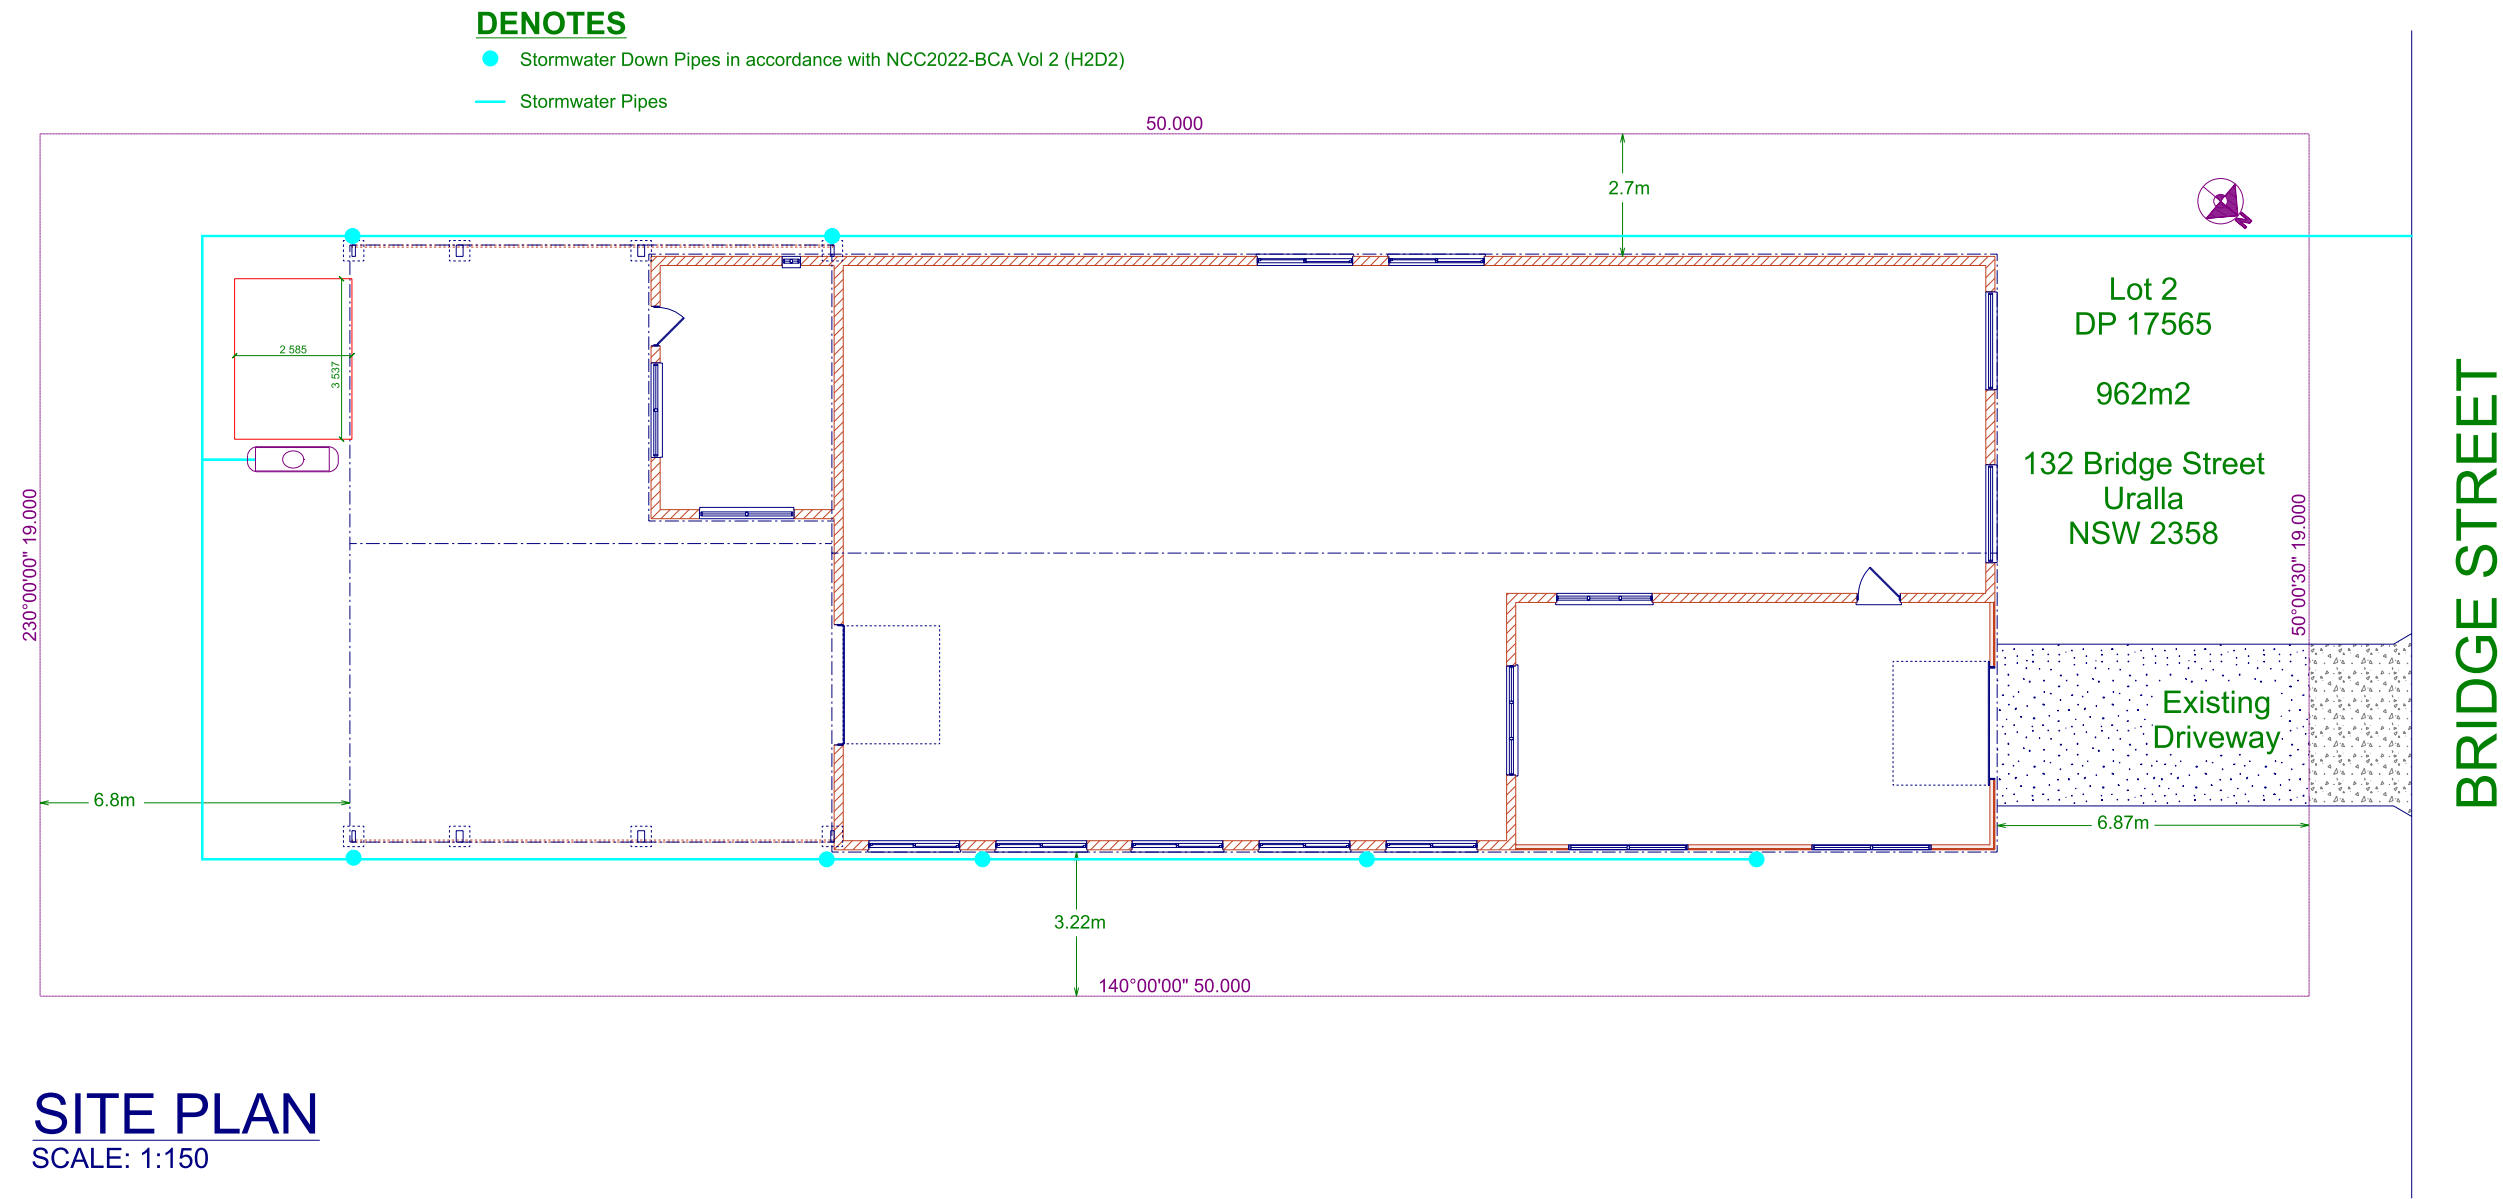 DENOTES
Stormwater Down Pipes in accordance with NCC2022-BCA Vol 2 (H2D2)
Stormwater Pipes
50.000
2.7m
N
Lot 2
DP 17565
962m2
132 Bridge Street
Uralla
NSW 2358
2 585
3 537
230°00'00" 19.000
50°00'30" 19.000
BRIDGE STREET
Existing
Driveway
6.8m
6.87m
3.22m
140°00'00" 50.000
SITE PLAN
SCALE: 1:150